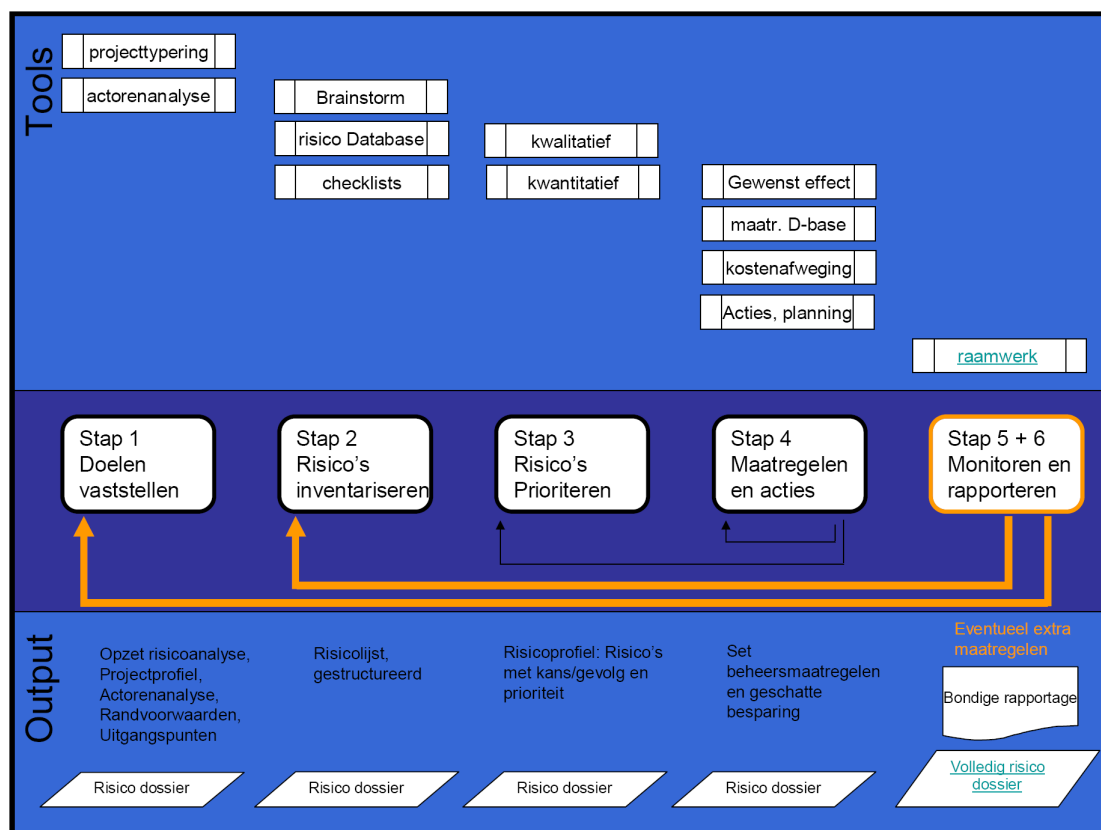 Tools
projecttypering
actorenanalyse
Brainstorm
risico Database
checklists
kwalitatief
kwantitatief
Gewenst effect
maatr. D-base
kostenafweging
Acties, planning
raamwerk
Stap 1
Doelen
vaststellen
Stap 2
Risico's
inventariseren
Stap 3
Risico's
Prioriteren
Stap 4
Maatregelen
en acties
Stap 5 + 6
Monitoren en
rapporteren
Output
Opzet risicoanalyse,
Projectprofiel,
Actorenanalyse,
Randvoorwaarden,
Uitgangspunten
Risico dossier
Risicolijst,
gestructureerd
Risico dossier
Risicoprofiel: Risico's
met kans/gevolg en
prioriteit
Risico dossier
Set
beheersmaatregelen
en geschatte
besparing
Risico dossier
Eventueel extra
maatregelen
Bondige rapportage
Volledig risico
dossier